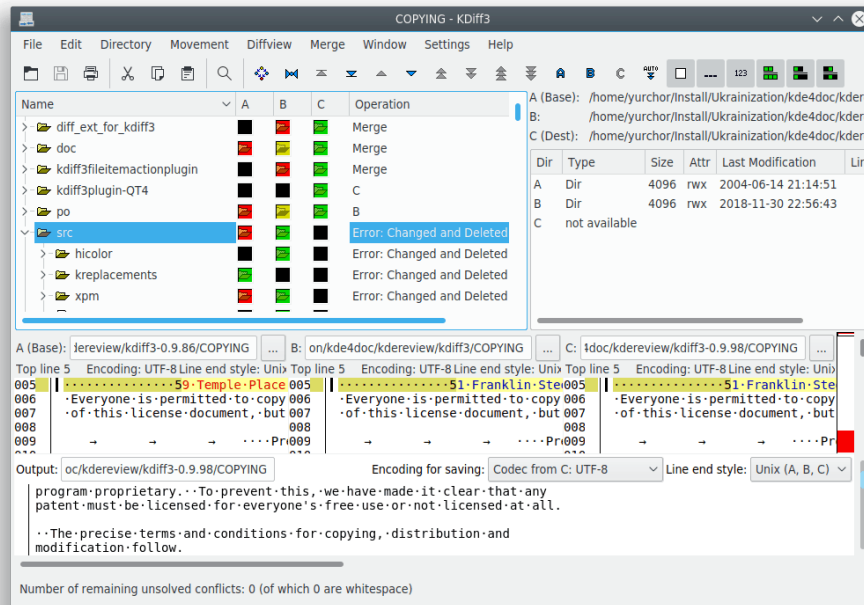 COPYING - KDiff3
File Edit Directory Movement Diffview Merge Window Settings Help
A B C AUTO ... 123
Name A B C Operation
diff_ext_for_kdiff3 Merge
doc Merge
kdiff3fileitemactionplugin Merge
kdiff3plugin-QT4 C
po B
src Error: Changed and Deleted
hicolor Error: Changed and Deleted
kreplacements Error: Changed and Deleted
xpm Error: Changed and Deleted
A (Base): /home/yurchor/Install/Ukrainization/kde4doc/kder
B: /home/yurchor/Install/Ukrainization/kde4doc/kder
C (Dest): /home/yurchor/Install/Ukrainization/kde4doc/kder
Dir Type Size Attr Last Modification Lin
A Dir 4096 rwx 2004-06-14 21:14:51
B Dir 4096 rwx 2018-11-30 22:56:43
C not available
A (Base): dereview/kdiff3-0.9.86/COPYING ... B: on/kde4doc/kdereview/kdiff3/COPYING ... C: 4doc/kdereview/kdiff3-0.9.98/COPYING ...
Top line 5 Encoding: UTF-8 Line end style: Unix Top line 5 Encoding: UTF-8 Line end style: Unix Top line 5 Encoding: UTF-8 Line end style: Unix
005 ··············59·Temple·Place 005 ··············51·Franklin·Ste 005 ··············51·Franklin·Ste
006 ·Everyone·is·permitted·to·copy 006 ·Everyone·is·permitted·to·copy 006 ·Everyone·is·permitted·to·copy
007 ·of·this·license·document,·but 007 ·of·this·license·document,·but 007 ·of·this·license·document,·but
008 008 008
009 → → → ····Pr 009 → → → ····Pr 009 → → → ····Pr
Output: oc/kdereview/kdiff3-0.9.98/COPYING Encoding for saving: Codec from C: UTF-8 Line end style: Unix (A, B, C)
program·proprietary.··To·prevent·this,·we·have·made·it·clear·that·any
patent·must·be·licensed·for·everyone's·free·use·or·not·licensed·at·all.
··The·precise·terms·and·conditions·for·copying,·distribution·and
modification·follow.
Number of remaining unsolved conflicts: 0 (of which 0 are whitespace)